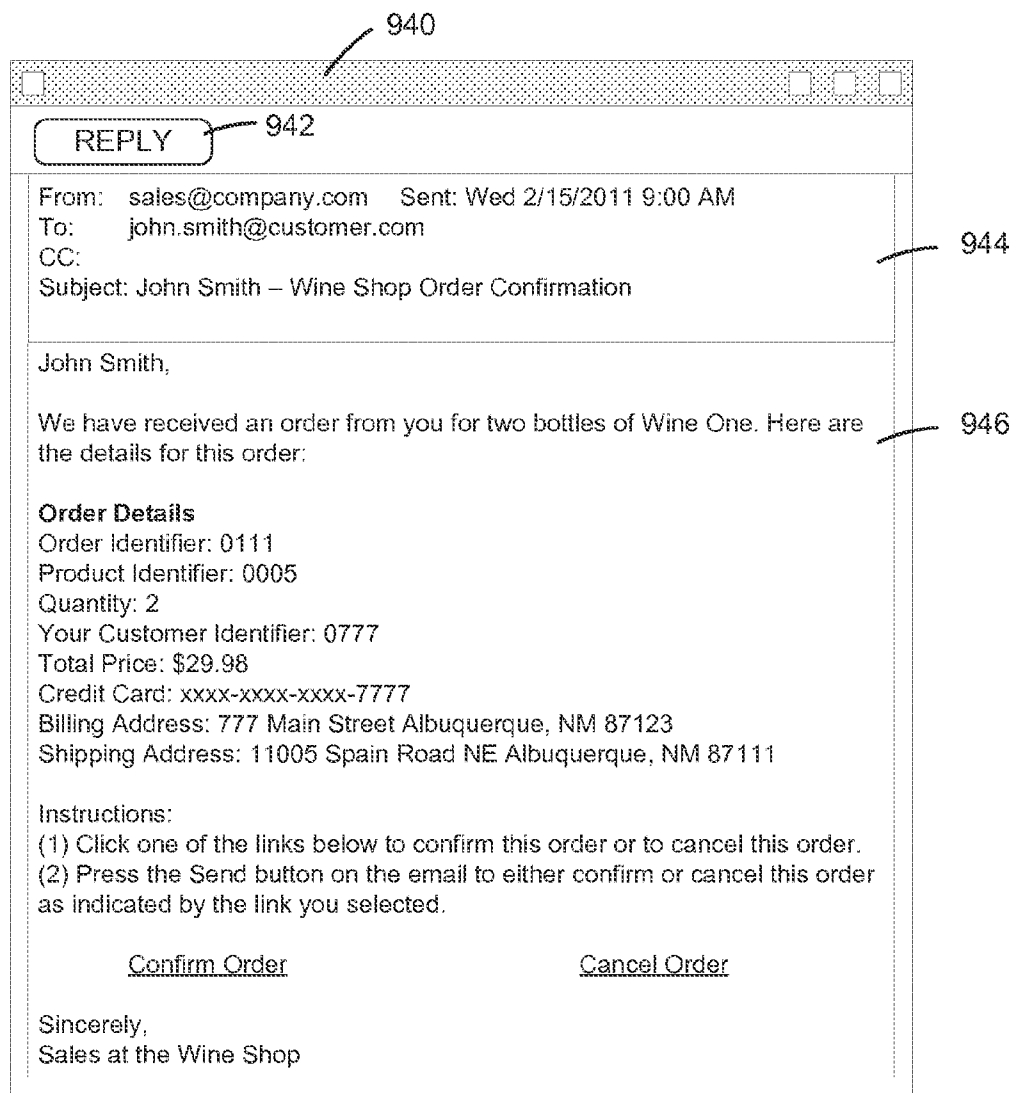 940
REPLY 942
From: sales@company.com Sent: Wed 2/15/2011 9:00 AM
To: john.smith@customer.com
944
CC:
Subject: John Smith – Wine Shop Order Confirmation
John Smith,
We have received an order from you for two bottles of Wine One. Here are
946
the details for this order:
Order Details
Order Identifier: 0111
Product Identifier: 0005
Quantity: 2
Your Customer Identifier: 0777
Total Price: $29.98
Credit Card: xxxx-xxxx-xxxx-7777
Billing Address: 777 Main Street Albuquerque, NM 87123
Shipping Address: 11005 Spain Road NE Albuquerque, NM 87111
Instructions:
(1) Click one of the links below to confirm this order or to cancel this order.
(2) Press the Send button on the email to either confirm or cancel this order
as indicated by the link you selected.
Confirm Order Cancel Order
Sincerely,
Sales at the Wine Shop